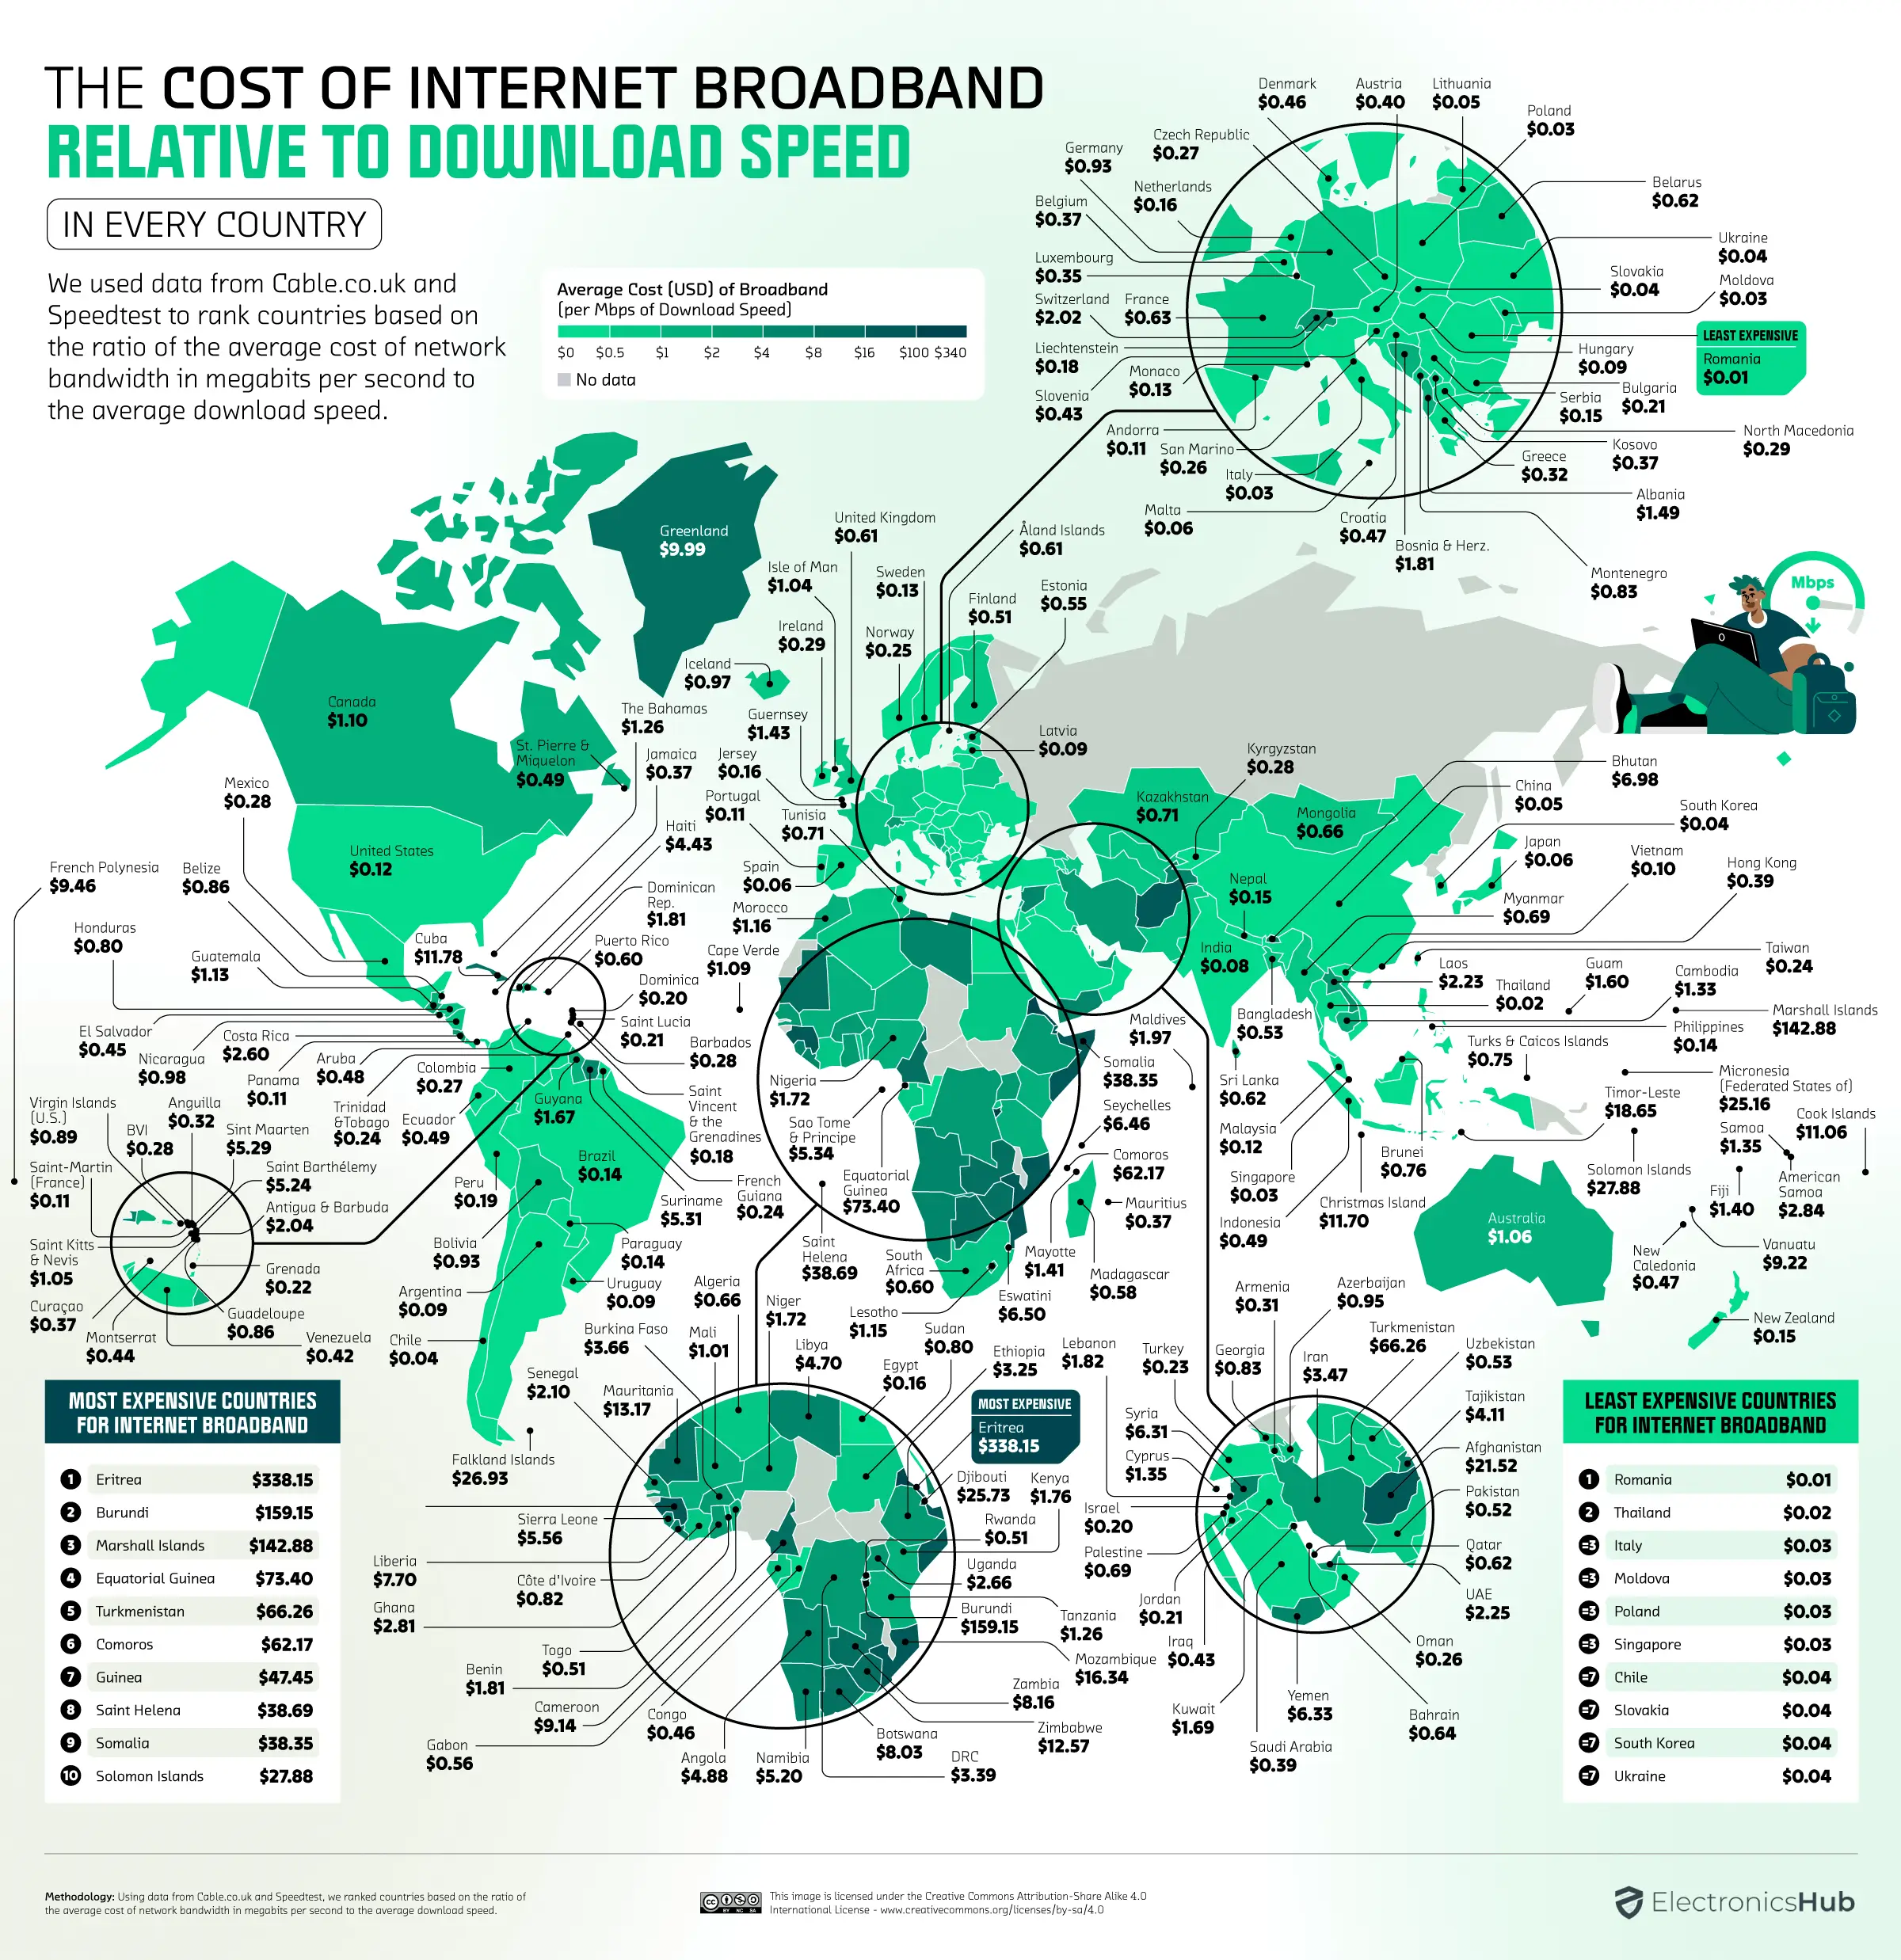 THE COST OF INTERNET BROADBAND
RELATIVE TO DOWNLOAD SPEED
IN EVERY COUNTRY
We used data from Cable.co.uk and
Speedtest to rank countries based on
the ratio of the average cost of network
bandwidth in megabits per second to
the average download speed.
Average Cost (USD) of Broadband
(per Mbps of Download Speed)
$0 $0.5 $1 $2 $4 $8 $16 $100 $340
No data
Denmark
$0.46
Austria
$0.40
Lithuania
$0.05
Poland
$0.03
Czech Republic
$0.27
Germany
$0.93
Netherlands
$0.16
Belgium
$0.37
Belarus
$0.62
Ukraine
$0.04
Luxembourg
$0.35
Slovakia
$0.04
Moldova
$0.03
Switzerland
$2.02
France
$0.63
LEAST EXPENSIVE
Romania
$0.01
Liechtenstein
$0.18
Hungary
$0.09
Monaco
$0.13
Bulgaria
$0.21
Slovenia
$0.43
Serbia
$0.15
Andorra
$0.11
San Marino
$0.26
North Macedonia
$0.29
Kosovo
$0.37
Greece
$0.32
Italy
$0.03
Albania
$1.49
Malta
$0.06
Croatia
$0.47
Bosnia & Herz.
$1.81
Montenegro
$0.83
Mbps
Greenland
$9.99
United Kingdom
$0.61
Åland Islands
$0.61
Isle of Man
$1.04
Sweden
$0.13
Estonia
$0.55
Finland
$0.51
Ireland
$0.29
Norway
$0.25
Iceland
$0.97
Canada
$1.10
The Bahamas
$1.26
Guernsey
$1.43
Latvia
$0.09
St. Pierre &
Miquelon
$0.49
Jamaica
$0.37
Jersey
$0.16
Kyrgyzstan
$0.28
Bhutan
$6.98
Mexico
$0.28
Portugal
$0.11
Tunisia
$0.71
Kazakhstan
$0.71
Mongolia
$0.66
China
$0.05
South Korea
$0.04
Haiti
$4.43
United States
$0.12
Japan
$0.06
Vietnam
$0.10
Hong Kong
$0.39
French Polynesia
$9.46
Belize
$0.86
Spain
$0.06
Dominican
Rep.
$1.81
Nepal
$0.15
Myanmar
$0.69
Morocco
$1.16
Honduras
$0.80
Cuba
$11.78
Puerto Rico
$0.60
Cape Verde
$1.09
India
$0.08
Taiwan
$0.24
Guatemala
$1.13
Laos
$2.23
Guam
$1.60
Cambodia
$1.33
Dominica
$0.20
Thailand
$0.02
Marshall Islands
$142.88
Saint Lucia
$0.21
Bangladesh
$0.53
Maldives
$1.97
Philippines
$0.14
El Salvador
$0.45
Costa Rica
$2.60
Nicaragua
$0.98
Aruba
$0.48
Barbados
$0.28
Turks & Caicos Islands
$0.75
Panama
$0.11
Colombia
$0.27
Somalia
$38.35
Nigeria
$1.72
Sri Lanka
$0.62
Micronesia
(Federated States of)
$25.16
Timor-Leste
$18.65
Virgin Islands
(U.S.)
$0.89
Anguilla
$0.32
Trinidad
&Tobago
$0.24
Ecuador
$0.49
Guyana
$1.67
Saint
Vincent
& the
Grenadines
$0.18
Seychelles
$6.46
Cook Islands
$11.06
BVI
$0.28
Sint Maarten
$5.29
Sao Tome
& Principe
$5.34
Malaysia
$0.12
Samoa
$1.35
Saint-Martin
(France)
$0.11
Saint Barthélemy
$5.24
Brazil
$0.14
Comoros
$62.17
Brunei
$0.76
Peru
$0.19
French
Guiana
$0.24
Equatorial
Guinea
$73.40
Singapore
$0.03
Solomon Islands
$27.88
American
Samoa
$2.84
Antigua & Barbuda
$2.04
Suriname
$5.31
Mauritius
$0.37
Christmas Island
$11.70
Fiji
$1.40
Australia
$1.06
Indonesia
$0.49
Saint Kitts
& Nevis
$1.05
Bolivia
$0.93
Paraguay
$0.14
Saint
Helena
$38.69
South
Africa
$0.60
Mayotte
$1.41
New
Caledonia
$0.47
Vanuatu
$9.22
Grenada
$0.22
Madagascar
$0.58
Argentina
$0.09
Uruguay
$0.09
Algeria
$0.66
Eswatini
$6.50
Armenia
$0.31
Azerbaijan
$0.95
Curaçao
$0.37
Guadeloupe
$0.86
Niger
$1.72
Lesotho
$1.15
New Zealand
$0.15
Montserrat
$0.44
Venezuela
$0.42
Chile
$0.04
Burkina Faso
$3.66
Mali
$1.01
Libya
$4.70
Sudan
$0.80
Ethiopia
$3.25
Lebanon
$1.82
Turkey
$0.23
Georgia
$0.83
Iran
$3.47
Turkmenistan
$66.26
Uzbekistan
$0.53
Egypt
$0.16
Senegal
$2.10
Mauritania
$13.17
MOST EXPENSIVE
Eritrea
$338.15
Syria
$6.31
Tajikistan
$4.11
Falkland Islands
$26.93
Cyprus
$1.35
Afghanistan
$21.52
Djibouti
$25.73
Kenya
$1.76
Pakistan
$0.52
Sierra Leone
$5.56
Rwanda
$0.51
Israel
$0.20
Qatar
$0.62
Liberia
$7.70
Côte d'Ivoire
$0.82
Uganda
$2.66
Palestine
$0.69
UAE
$2.25
Ghana
$2.81
Burundi
$159.15
Tanzania
$1.26
Jordan
$0.21
Togo
$0.51
Mozambique
$16.34
Iraq
$0.43
Oman
$0.26
Benin
$1.81
Zambia
$8.16
Cameroon
$9.14
Congo
$0.46
Kuwait
$1.69
Yemen
$6.33
Bahrain
$0.64
Zimbabwe
$12.57
Gabon
$0.56
Angola
$4.88
Namibia
$5.20
Botswana
$8.03
DRC
$3.39
Saudi Arabia
$0.39
MOST EXPENSIVE COUNTRIES
FOR INTERNET BROADBAND
1 Eritrea $338.15
2 Burundi $159.15
3 Marshall Islands $142.88
4 Equatorial Guinea $73.40
5 Turkmenistan $66.26
6 Comoros $62.17
7 Guinea $47.45
8 Saint Helena $38.69
9 Somalia $38.35
10 Solomon Islands $27.88
LEAST EXPENSIVE COUNTRIES
FOR INTERNET BROADBAND
1 Romania $0.01
2 Thailand $0.02
=3 Italy $0.03
=3 Moldova $0.03
=3 Poland $0.03
=3 Singapore $0.03
=7 Chile $0.04
=7 Slovakia $0.04
=7 South Korea $0.04
=7 Ukraine $0.04
Methodology: Using data from Cable.co.uk and Speedtest, we ranked countries based on the ratio of
the average cost of network bandwidth in megabits per second to the average download speed.
cc BY NC SA
This image is licensed under the Creative Commons Attribution-Share Alike 4.0
International License - www.creativecommons.org/licenses/by-sa/4.0
ElectronicsHub